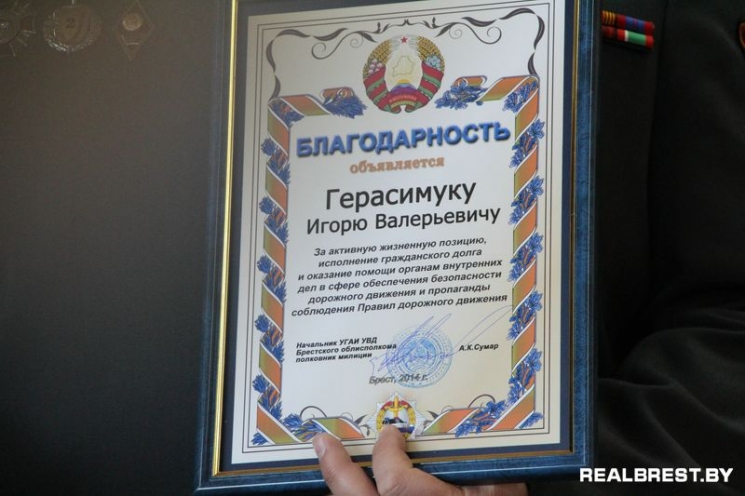 БЛАГОДАРНОСТЬ
объявляется
Герасимуку
Игорю Валерьевичу
За активную жизненную позицию,
исполнение гражданского долга
и оказание помощи органам внутренних
дел в сфере обеспечения безопасности
дорожного движения и пропаганды
соблюдения Правил дорожного движения
Начальник УГАИ УВД
Брестского облисполкома
полковник милиции
А.К.Сумар
Брест, 2014 г.
REALBREST.BY